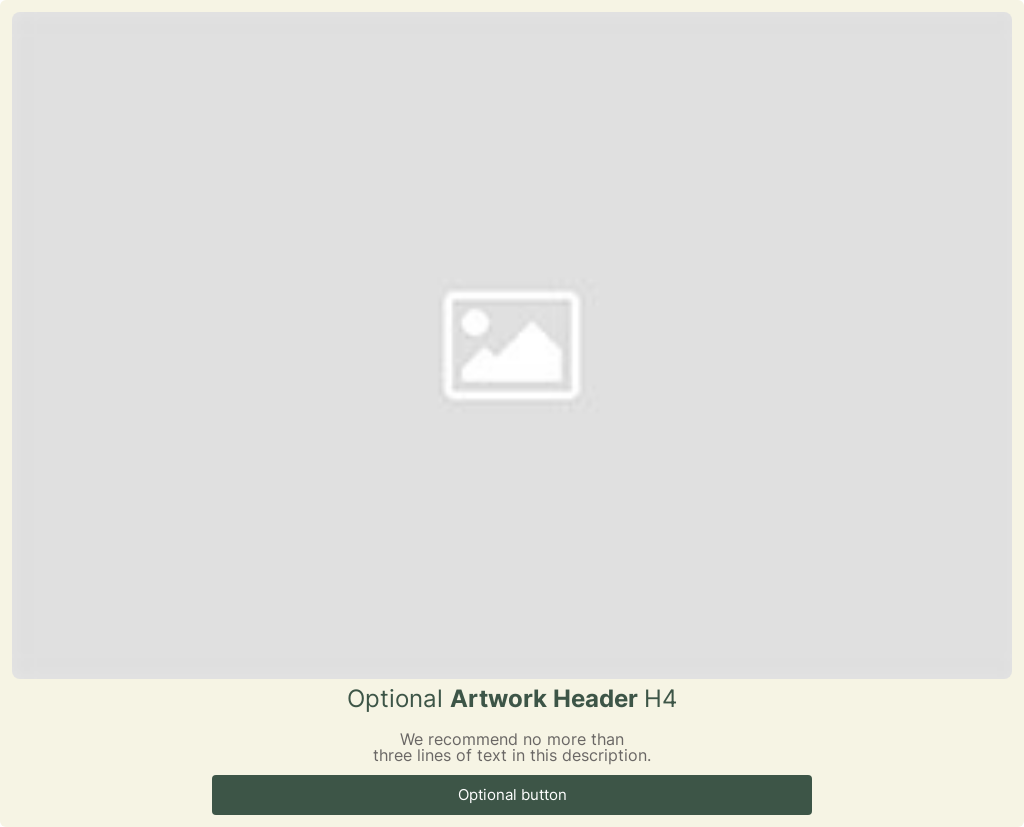 Optional Artwork Header H4
We recommend no more than
three lines of text in this description.
Optional button